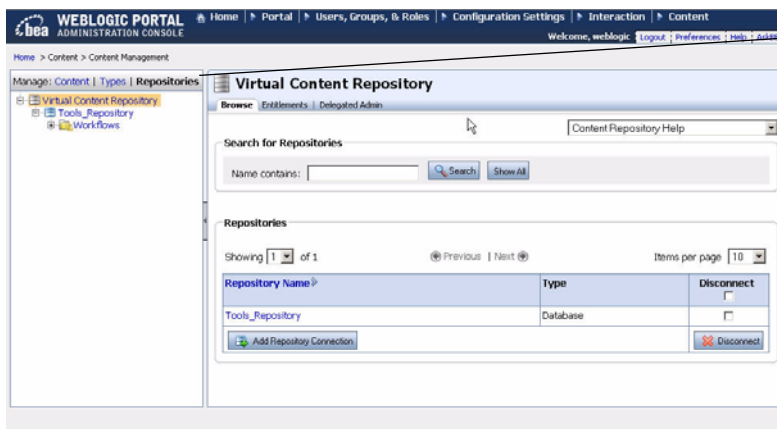 bea WEBLOGIC PORTAL
ADMINISTRATION CONSOLE
Home | Portal | Users, Groups, & Roles | Configuration Settings | Interaction | Content
Welcome, weblogic Logout Preferences Help
Home > Content > Content Management
Manage: Content | Types | Repositories
Virtual Content Repository
Tools_Repository
Workflows
Virtual Content Repository
Browse Entitlements | Delegated Admin
Content Repository Help
Search for Repositories
Name contains: Search Show All
Repositories
Showing 1 of 1 Previous | Next Items per page 10
Repository Name Type Disconnect
Tools_Repository Database
Add Repository Connection Disconnect